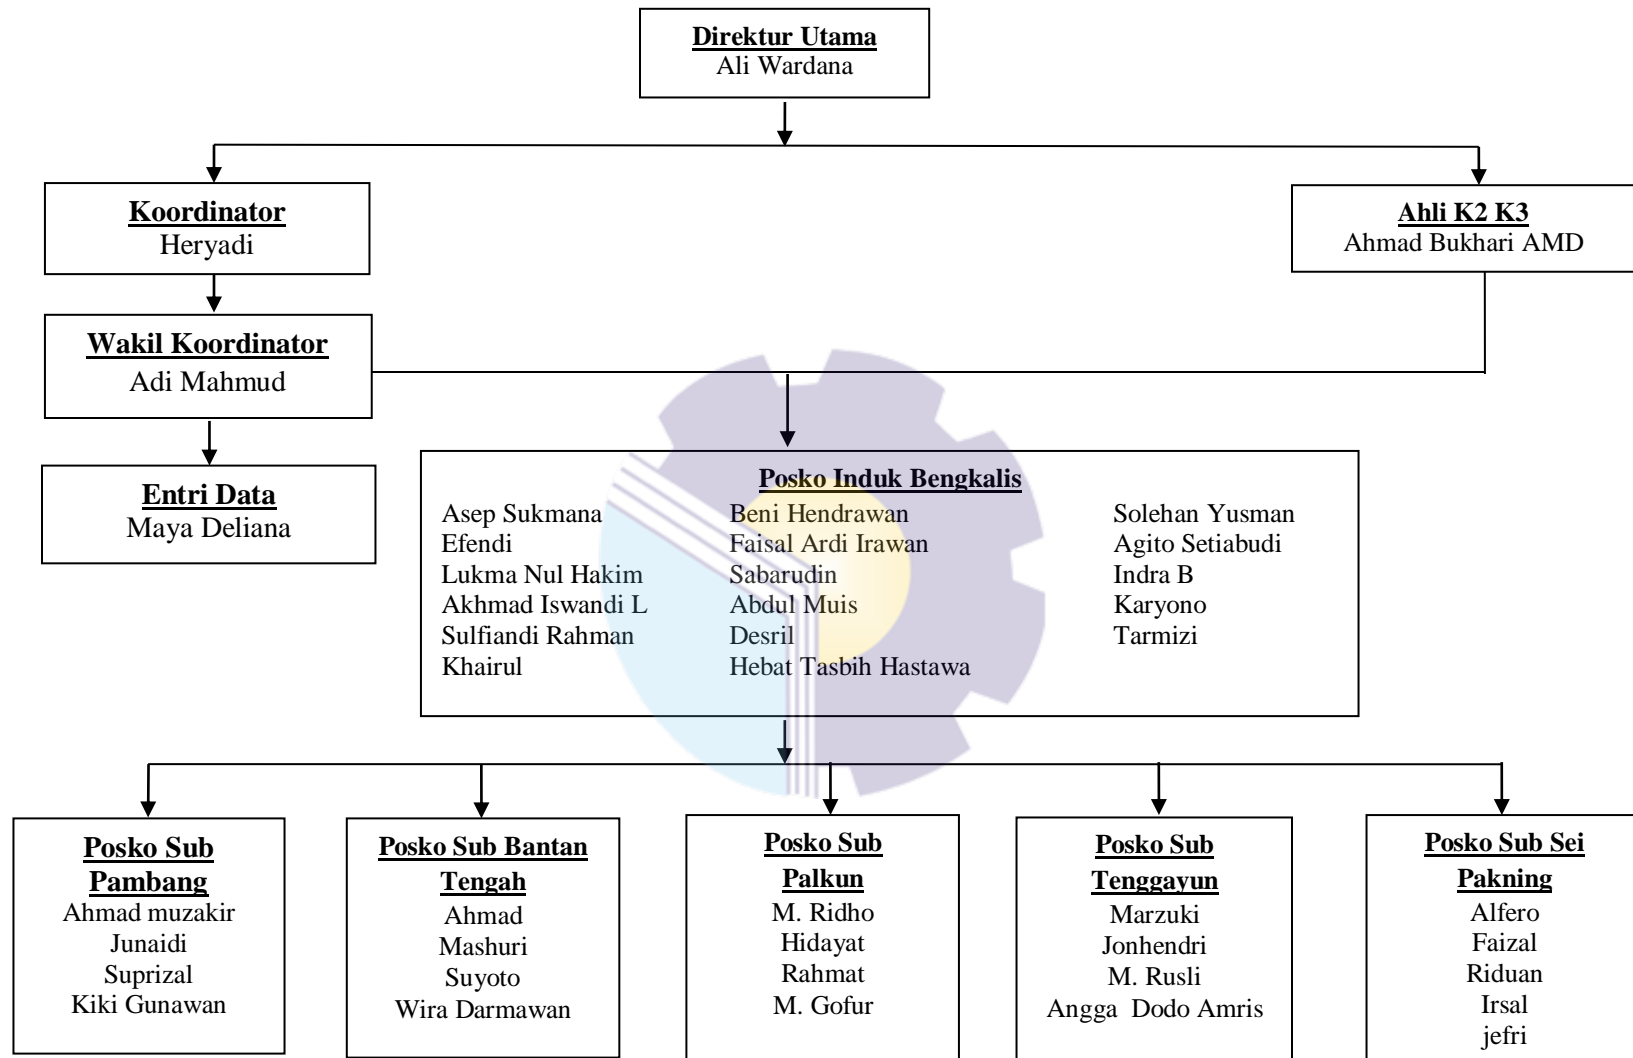 Direktur Utama
Ali Wardana
Koordinator
Heryadi
Ahli K2 K3
Ahmad Bukhari AMD
Wakil Koordinator
Adi Mahmud
Entri Data
Maya Deliana
Posko Induk Bengkalis
Asep Sukmana
Efendi
Lukma Nul Hakim
Akhmad Iswandi L
Sulfiandi Rahman
Khairul
Beni Hendrawan
Faisal Ardi Irawan
Sabarudin
Abdul Muis
Desril
Hebat Tasbih Hastawa
Solehan Yusman
Agito Setiabudi
Indra B
Karyono
Tarmizi
Posko Sub
Pambang
Ahmad muzakir
Junaidi
Suprizal
Kiki Gunawan
Posko Sub Bantan
Tengah
Ahmad
Mashuri
Suyoto
Wira Darmawan
Posko Sub
Palkun
M. Ridho
Hidayat
Rahmat
M. Gofur
Posko Sub
Tenggayun
Marzuki
Jonhendri
M. Rusli
Angga  Dodo Amris
Posko Sub Sei
Pakning
Alfero
Faizal
Riduan
Irsal
jefri